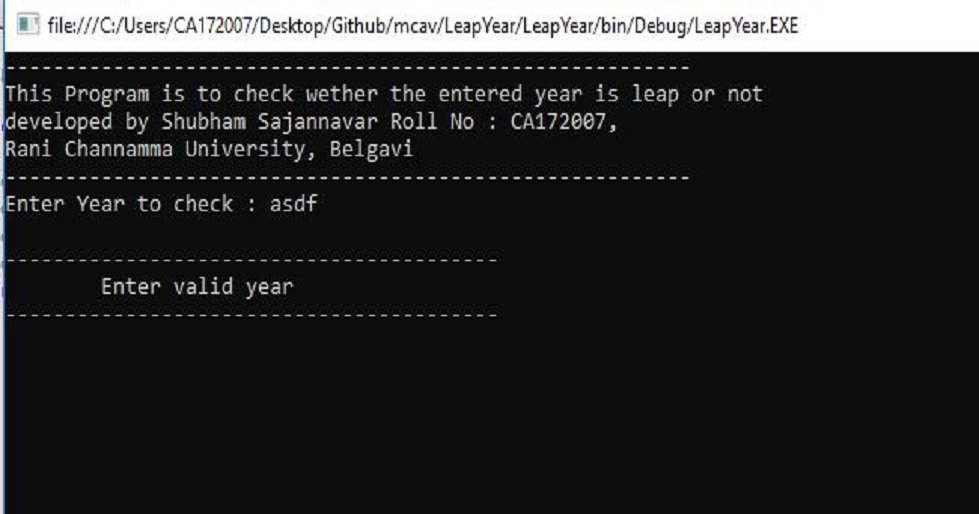 file:///C:/Users/CA172007/Desktop/Github/mcav/LeapYear/LeapYear/bin/Debug/LeapYear.EXE
---------------------------------------------------------
This Program is to check wether the entered year is leap or not
developed by Shubham Sajannavar Roll No : CA172007,
Rani Channamma University, Belgavi
---------------------------------------------------------
Enter Year to check : asdf
-----------------------------------------
Enter valid year
-----------------------------------------